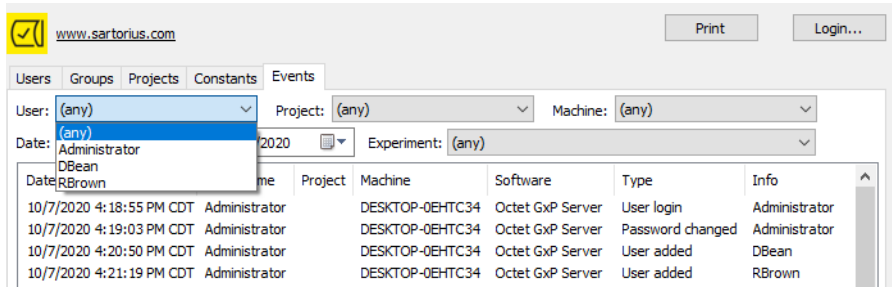 www.sartorius.com Print Login...
Users Groups Projects Constants Events
User: (any) Project: (any) Machine: (any)
(any)
Date: /2020 Experiment: (any)
Administrator
DBean
RBrown
Date me Project Machine Software Type Info
10/7/2020 4:18:55 PM CDT Administrator DESKTOP-0EHTC34 Octet GxP Server User login Administrator
10/7/2020 4:19:03 PM CDT Administrator DESKTOP-0EHTC34 Octet GxP Server Password changed Administrator
10/7/2020 4:20:50 PM CDT Administrator DESKTOP-0EHTC34 Octet GxP Server User added DBean
10/7/2020 4:21:19 PM CDT Administrator DESKTOP-0EHTC34 Octet GxP Server User added RBrown